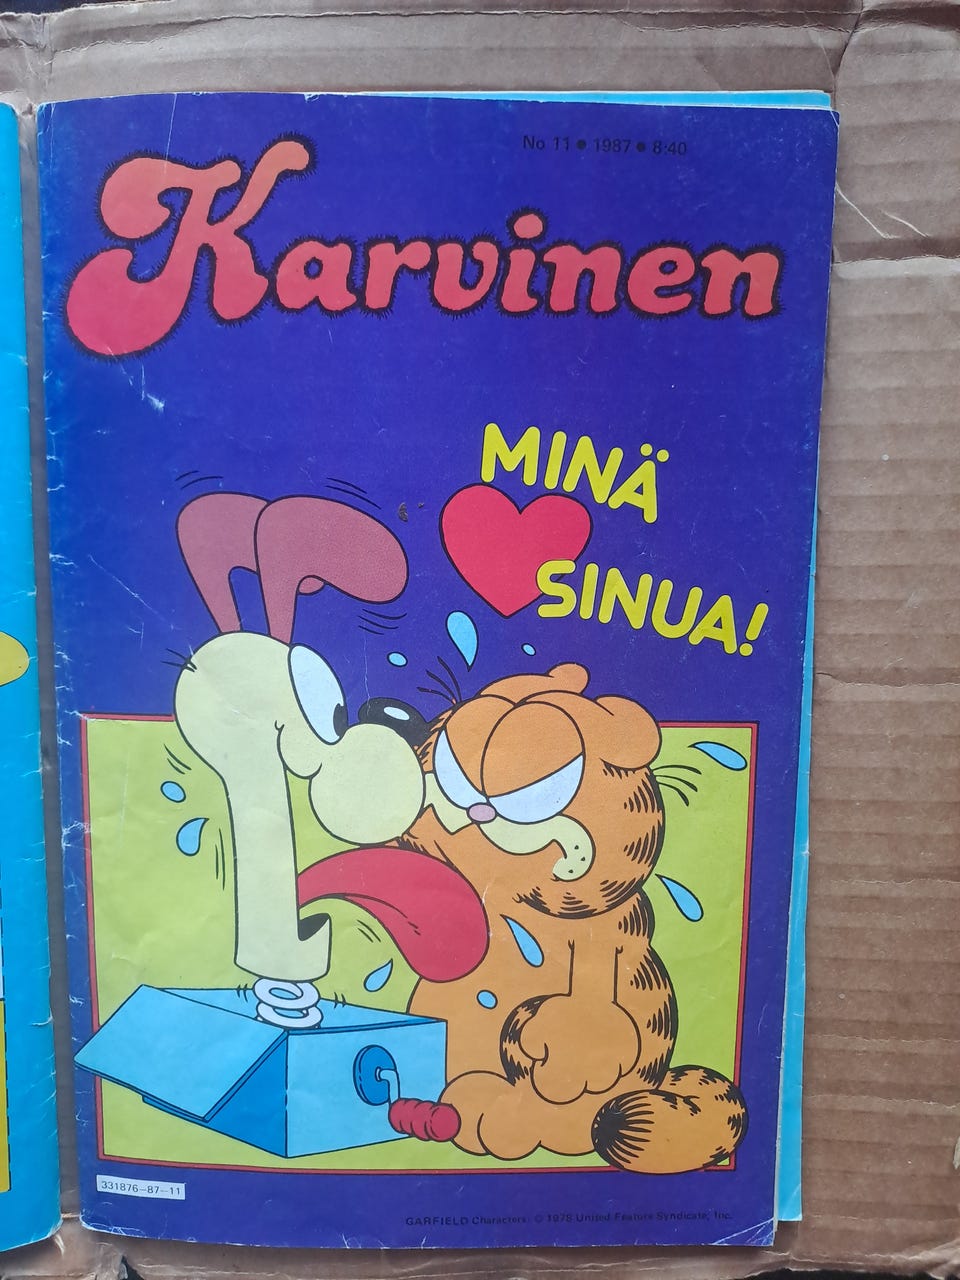 No 11 • 1987 • 8:40
Karvinen
MINÄ
SINUA!
331876-87-11
GARFIELD Characters: © 1978 United Feature Syndicate, Inc.